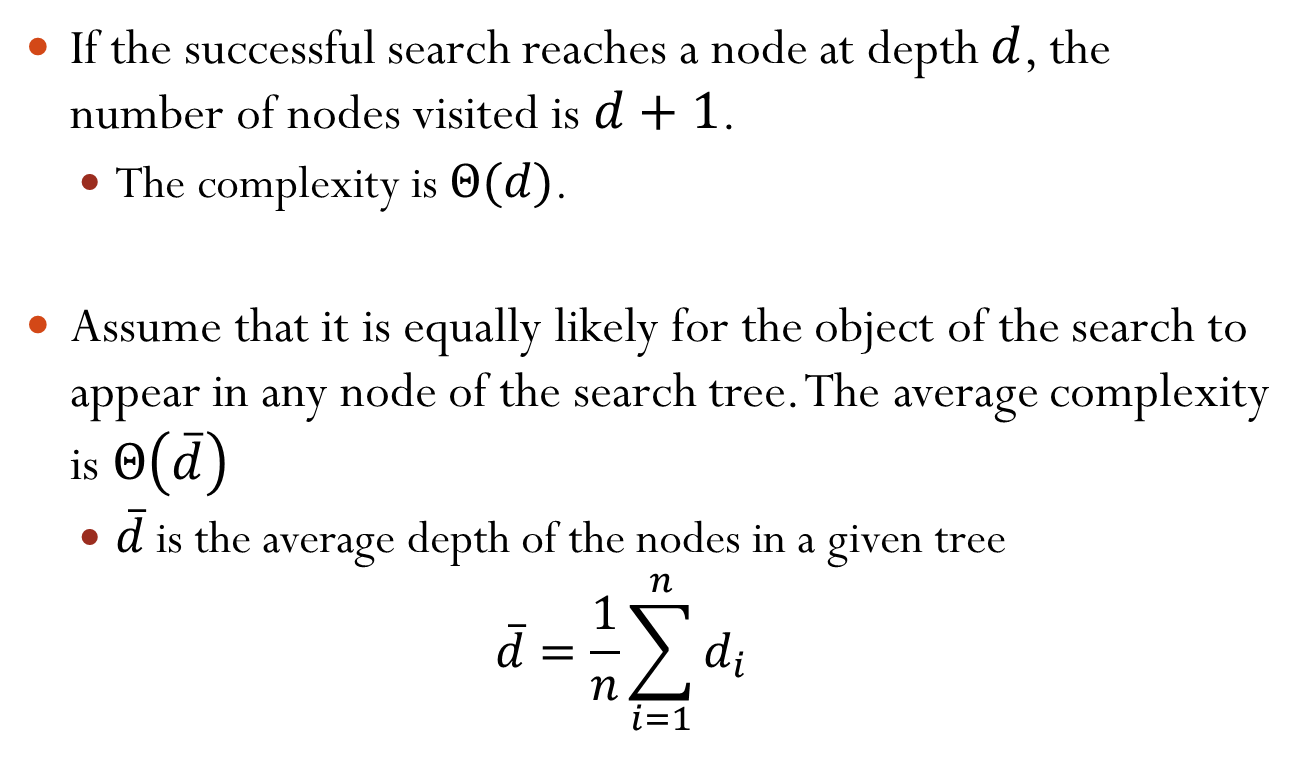 • If the successful search reaches a node at depth d, the
number of nodes visited is d + 1.
• The complexity is Θ(d).
• Assume that it is equally likely for the object of the search to
appear in any node of the search tree. The average complexity
is Θ(d̄)
• d̄ is the average depth of the nodes in a given tree
d̄ = \frac{1}{n} \sum_{i=1}^{n} d_i